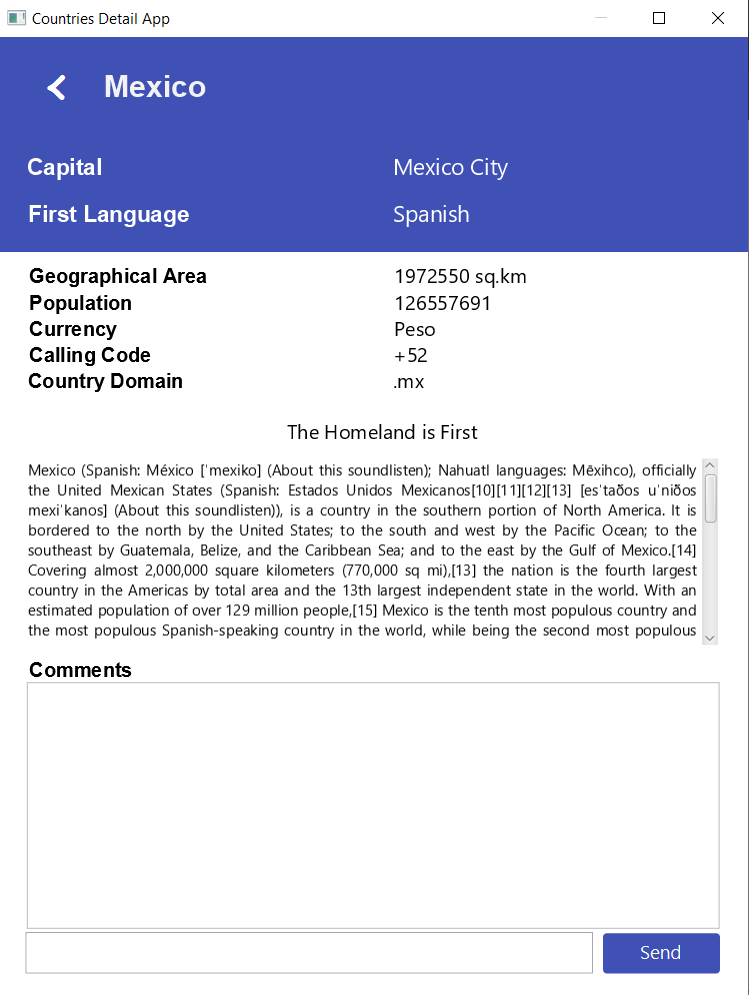 Countries Detail App
Mexico
Capital Mexico City
First Language Spanish
Geographical Area 1972550 sq.km
Population 126557691
Currency Peso
Calling Code +52
Country Domain .mx
The Homeland is First
Mexico (Spanish: México [ˈmexiko] (About this soundlisten); Nahuatl languages: Mēxihco), officially
the United Mexican States (Spanish: Estados Unidos Mexicanos[10][11][12][13] [esˈtaðos uˈniðos
mexiˈkanos] (About this soundlisten)), is a country in the southern portion of North America. It is
bordered to the north by the United States; to the south and west by the Pacific Ocean; to the
southeast by Guatemala, Belize, and the Caribbean Sea; and to the east by the Gulf of Mexico.[14]
Covering almost 2,000,000 square kilometers (770,000 sq mi),[13] the nation is the fourth largest
country in the Americas by total area and the 13th largest independent state in the world. With an
estimated population of over 129 million people,[15] Mexico is the tenth most populous country and
the most populous Spanish-speaking country in the world, while being the second most populous
Comments
Send